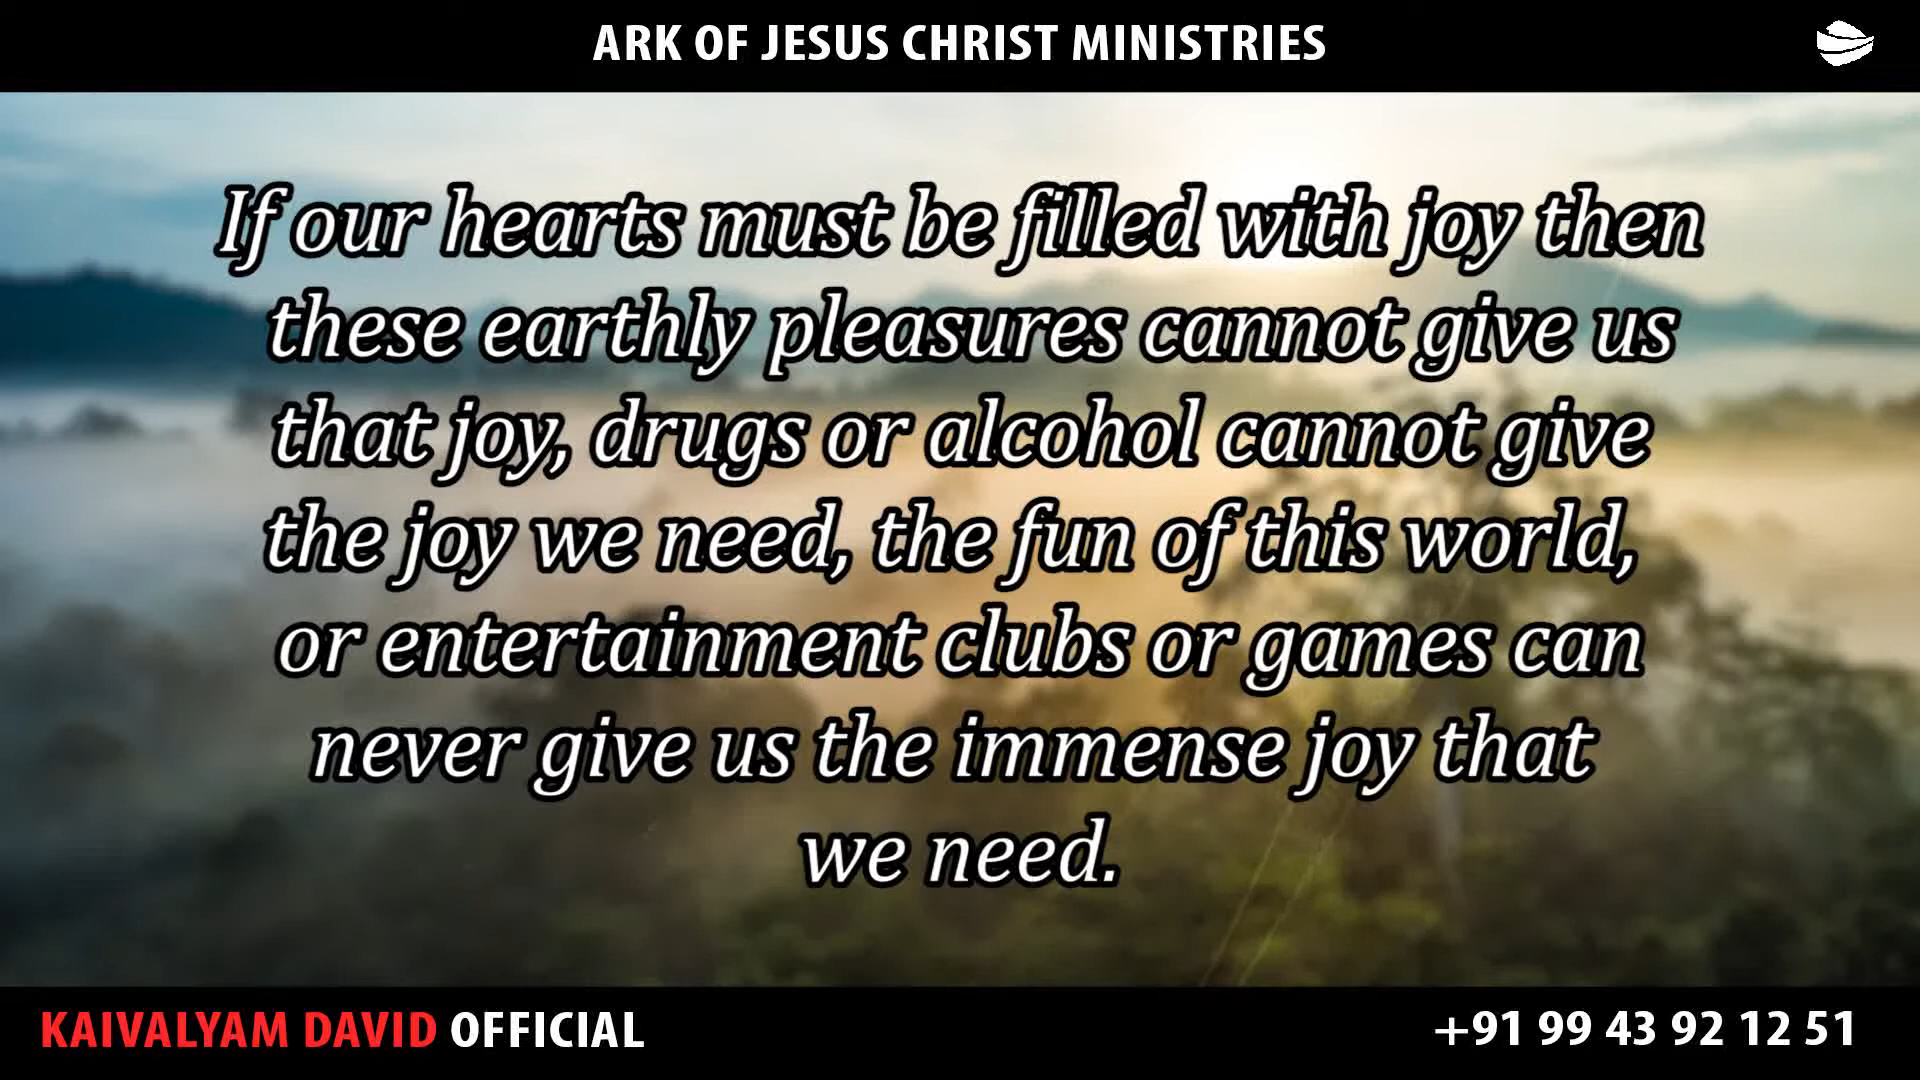 ARK OF JESUS CHRIST MINISTRIES
If our hearts must be filled with joy then
these earthly pleasures cannot give us
that joy, drugs or alcohol cannot give
the joy we need, the fun of this world,
or entertainment clubs or games can
never give us the immense joy that
we need.
KAIVALYAM DAVID OFFICIAL
+91 99 43 92 12 51